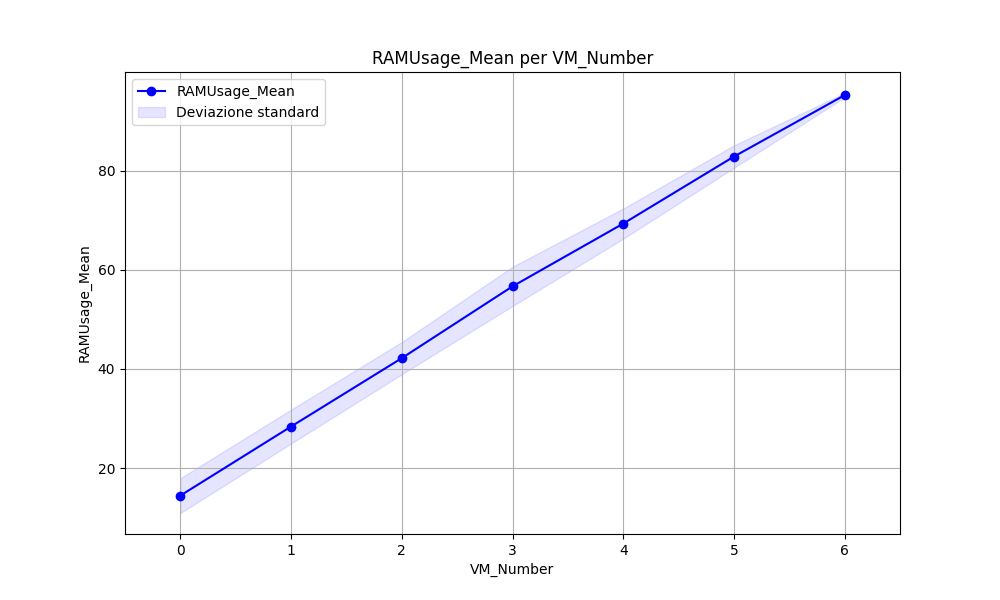 RAMUsage_Mean per VM_Number
RAMUsage_Mean
Deviazione standard
RAMUsage_Mean
80
60
40
20
0 1 2 3 4 5 6
VM_Number